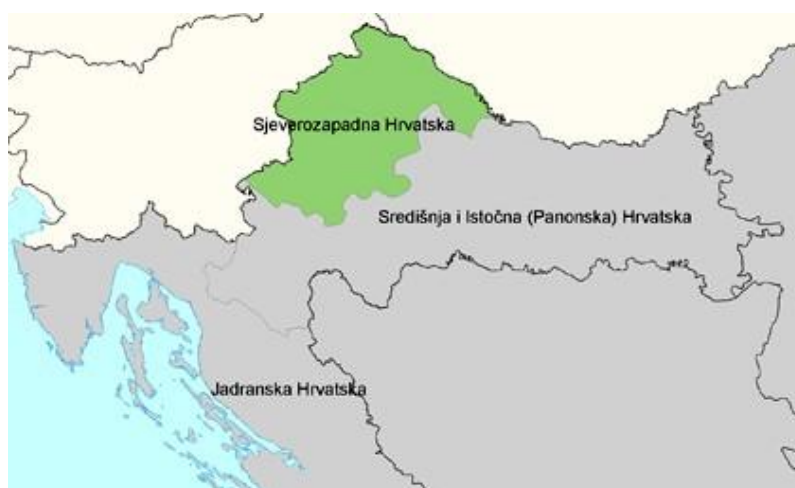 Sjeverozapadna Hrvatska
Središnja i Istočna (Panonska) Hrvatska
Jadranska Hrvatska